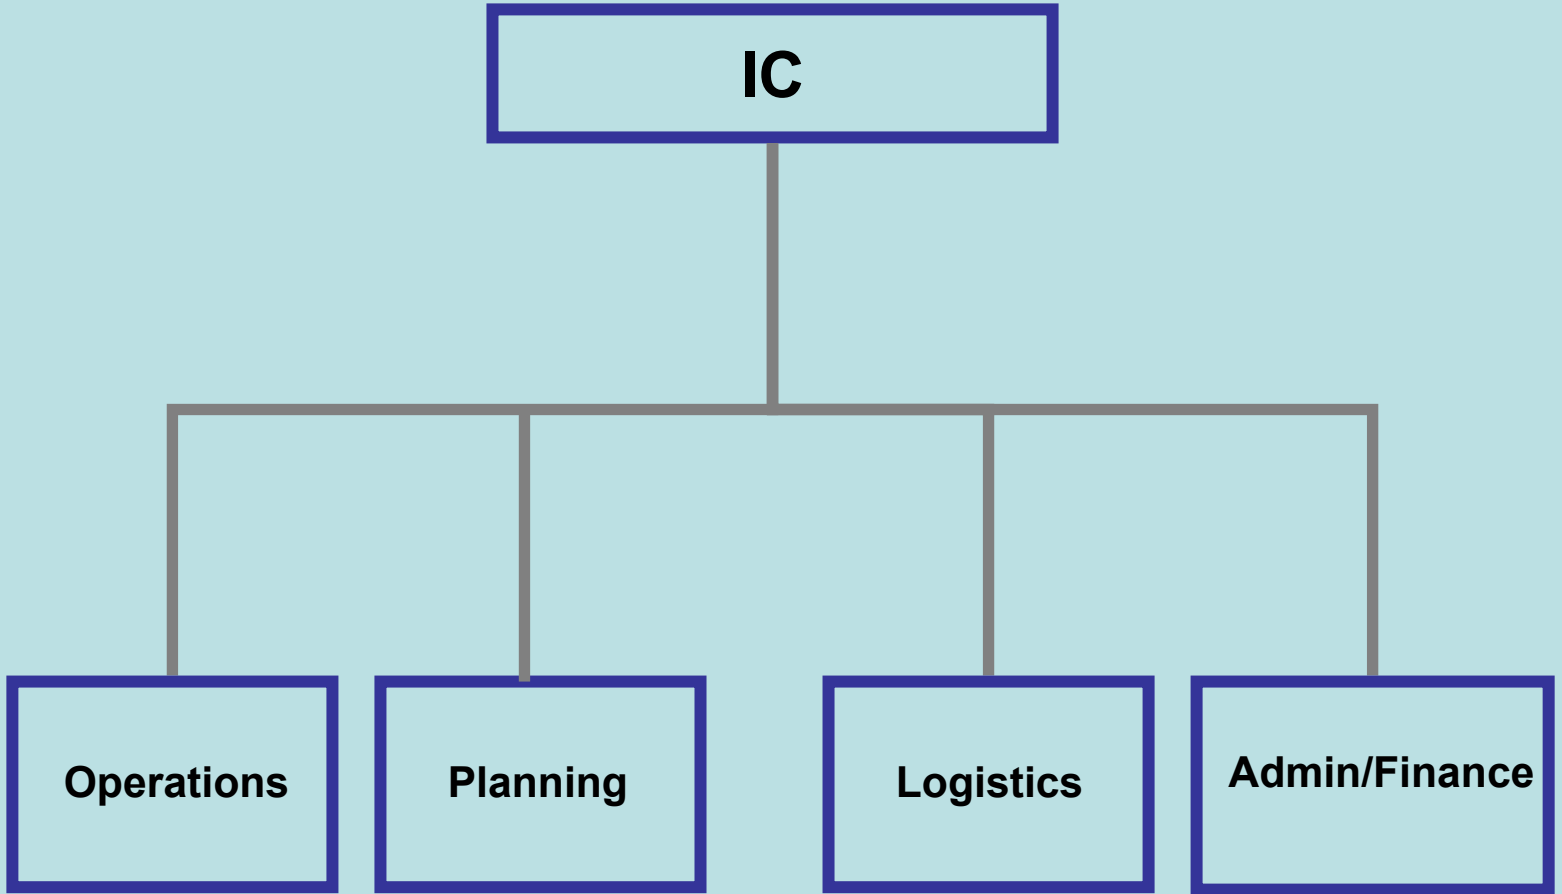 IC
Operations
Planning
Logistics
Admin/Finance